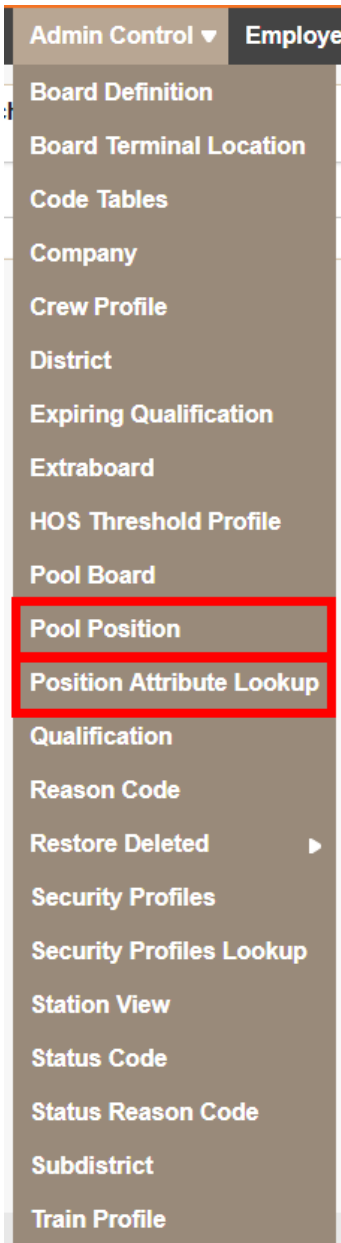 Admin Control ▼ Employe
Board Definition
Board Terminal Location
Code Tables
Company
Crew Profile
District
Expiring Qualification
Extraboard
HOS Threshold Profile
Pool Board
Pool Position
Position Attribute Lookup
Qualification
Reason Code
Restore Deleted ▶
Security Profiles
Security Profiles Lookup
Station View
Status Code
Status Reason Code
Subdistrict
Train Profile